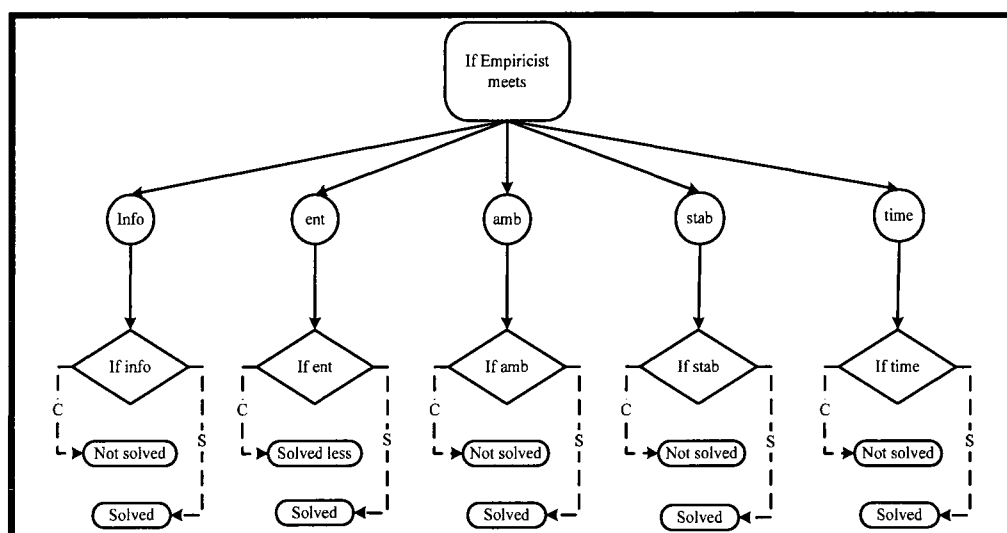 If Empiricist
meets
Info
ent
amb
stab
time
If info
If ent
If amb
If stab
If time
C
C
C
C
C
S
S
S
S
S
Not solved
Solved less
Not solved
Not solved
Not solved
Solved
Solved
Solved
Solved
Solved